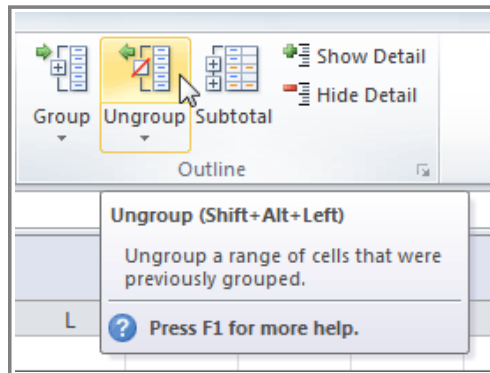 Show Detail
Hide Detail
Group Ungroup Subtotal
Outline
Ungroup (Shift+Alt+Left)
Ungroup a range of cells that were
previously grouped.
L
? Press F1 for more help.